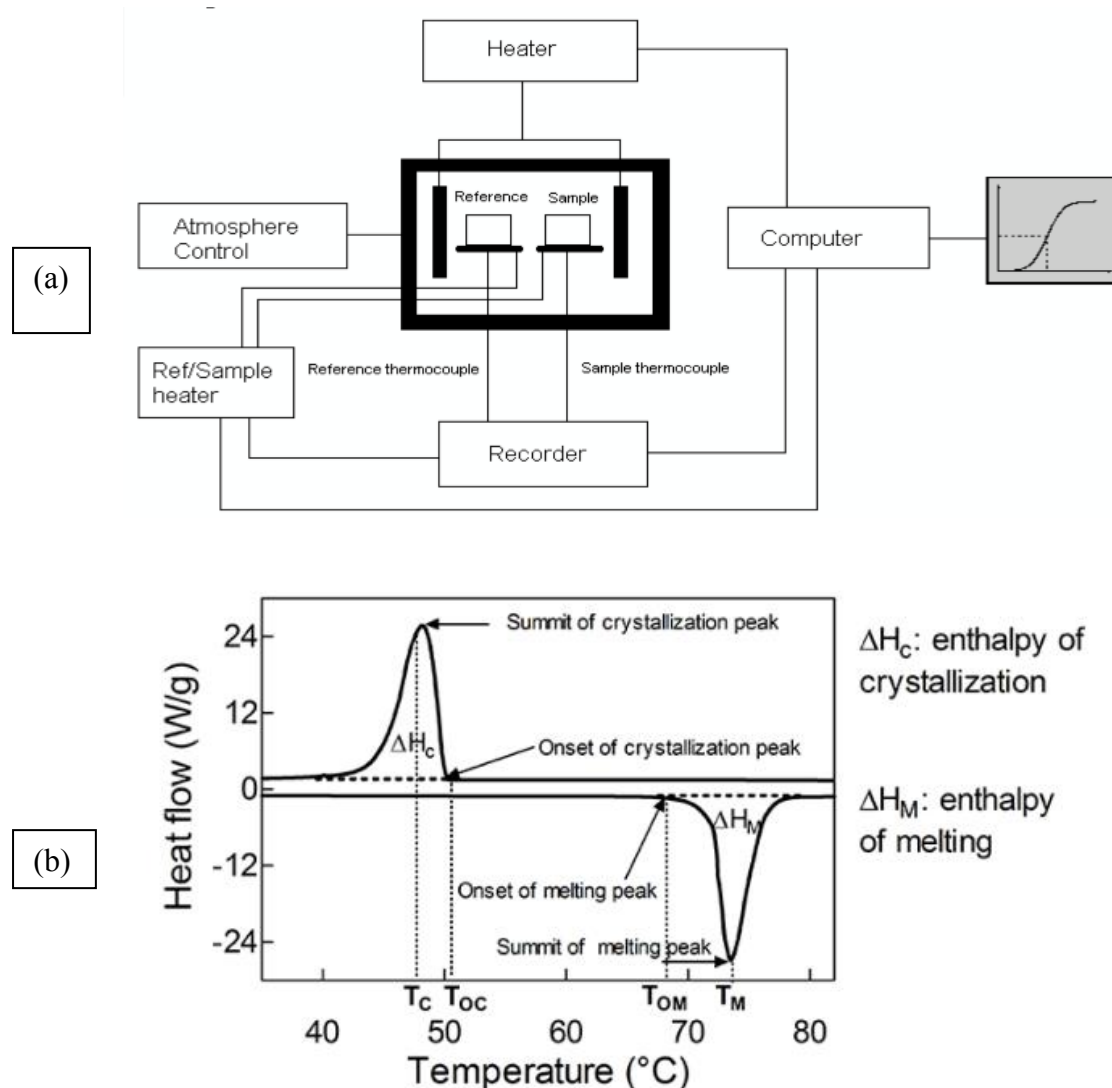 Heater
Reference
Sample
Atmosphere
Control
Computer
(a)
Ref/Sample
heater
Reference thermocouple
Sample thermocouple
Recorder
Summit of crystallization peak
ΔHc: enthalpy of
crystallization
24
12
ΔHc
Onset of crystallization peak
0
ΔHM: enthalpy
of melting
ΔHM
(b)
Heat flow (W/g)
-12
Onset of melting peak
-24
Summit of melting peak
TC TOC TOM TM
40 50 60 70 80
Temperature (°C)